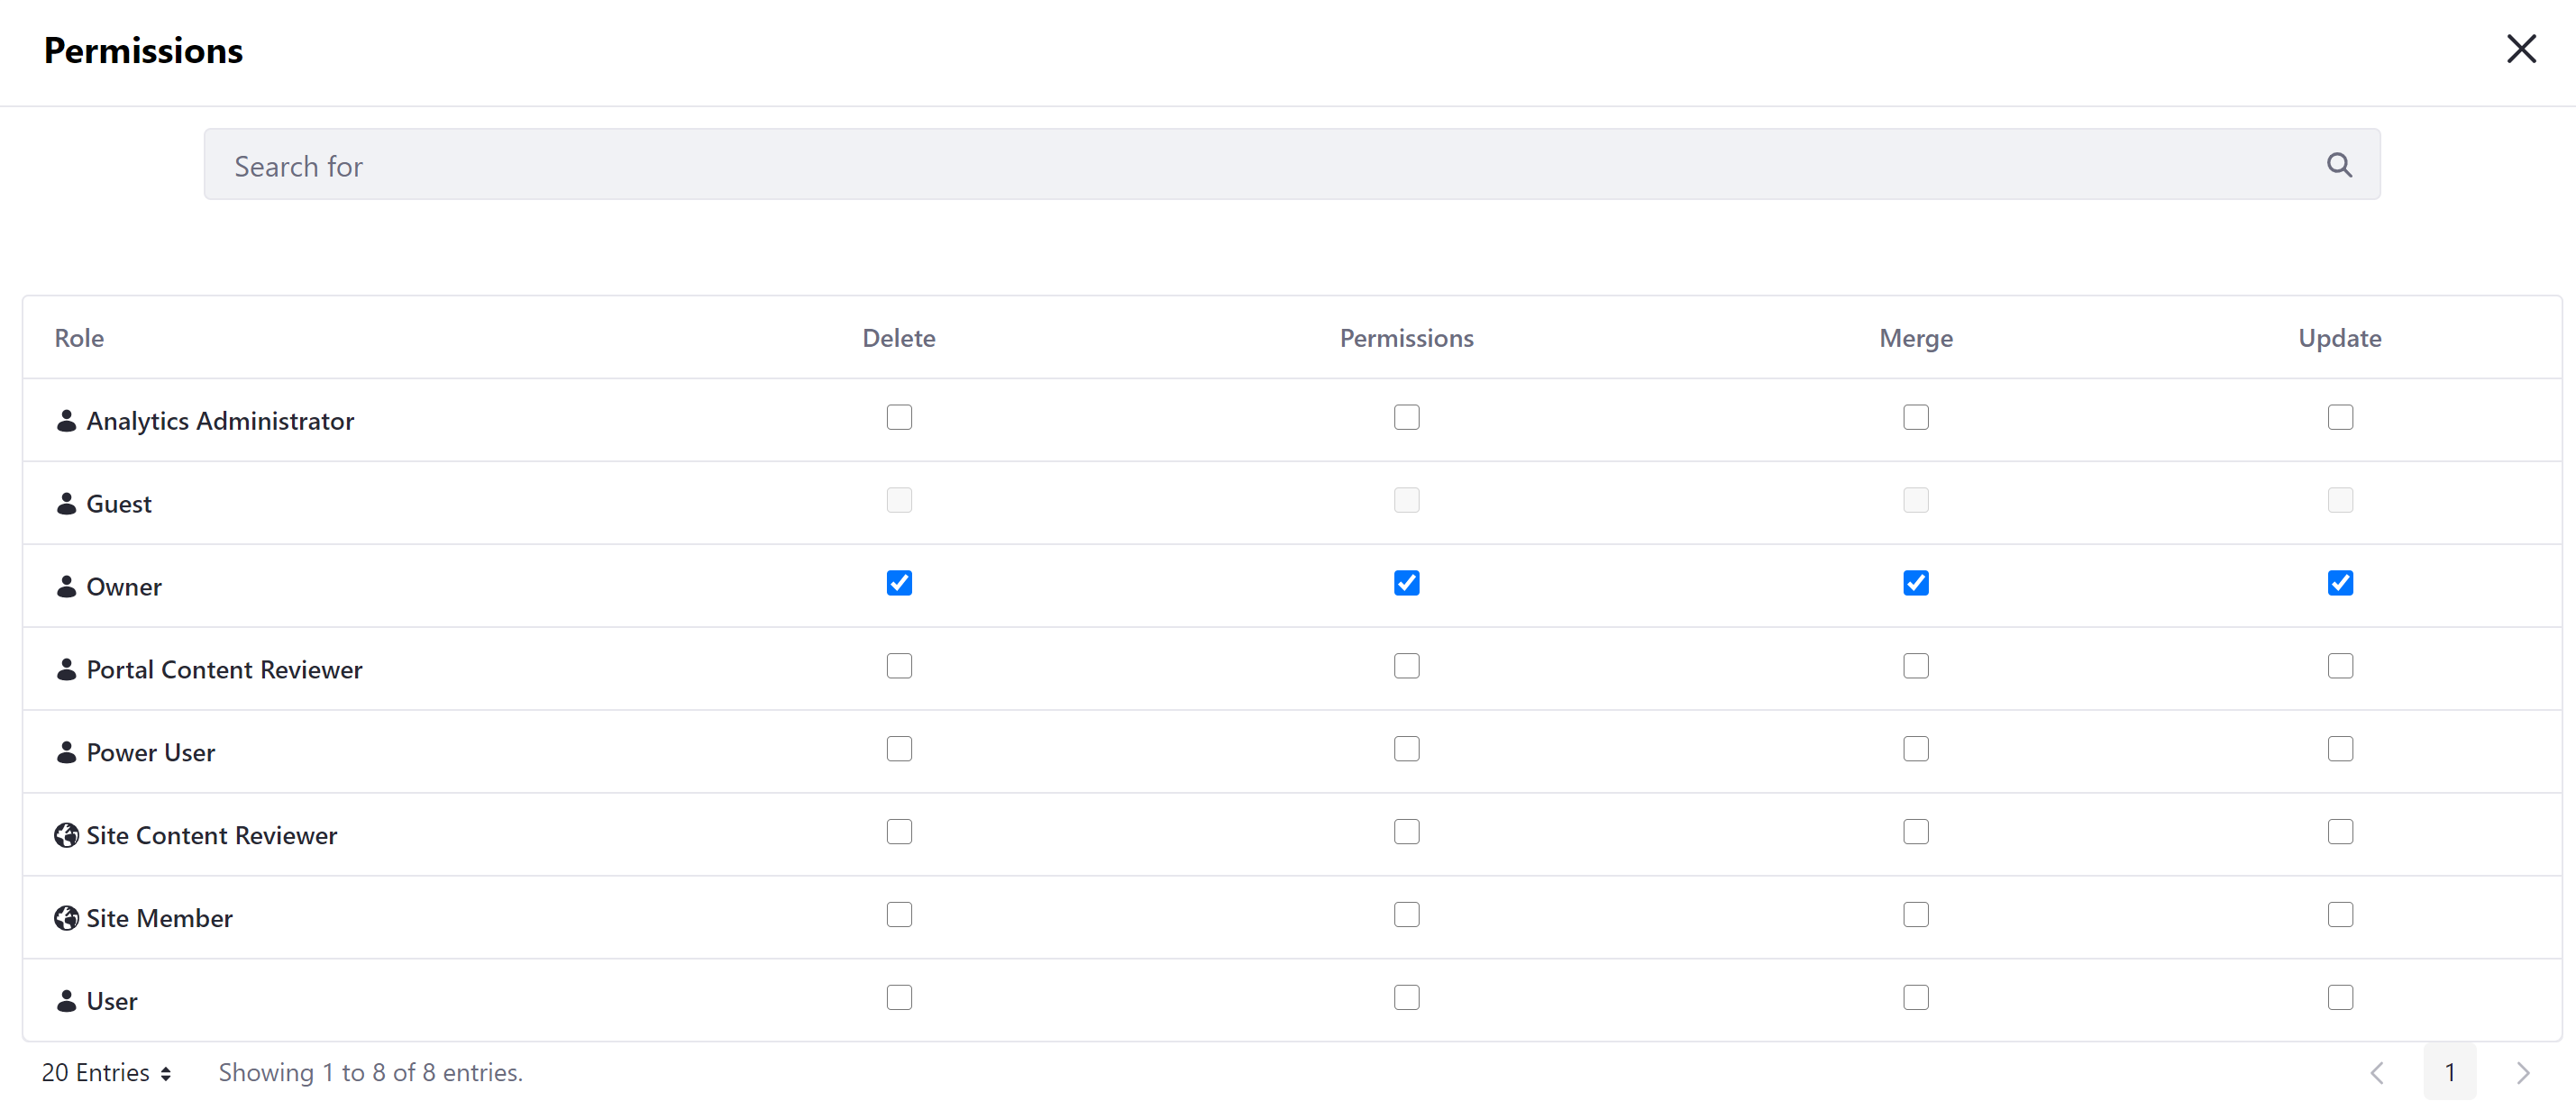 Permissions
Search for
Role Delete Permissions Merge Update
Analytics Administrator
Guest
Owner
Portal Content Reviewer
Power User
Site Content Reviewer
Site Member
User
20 Entries Showing 1 to 8 of 8 entries. 1